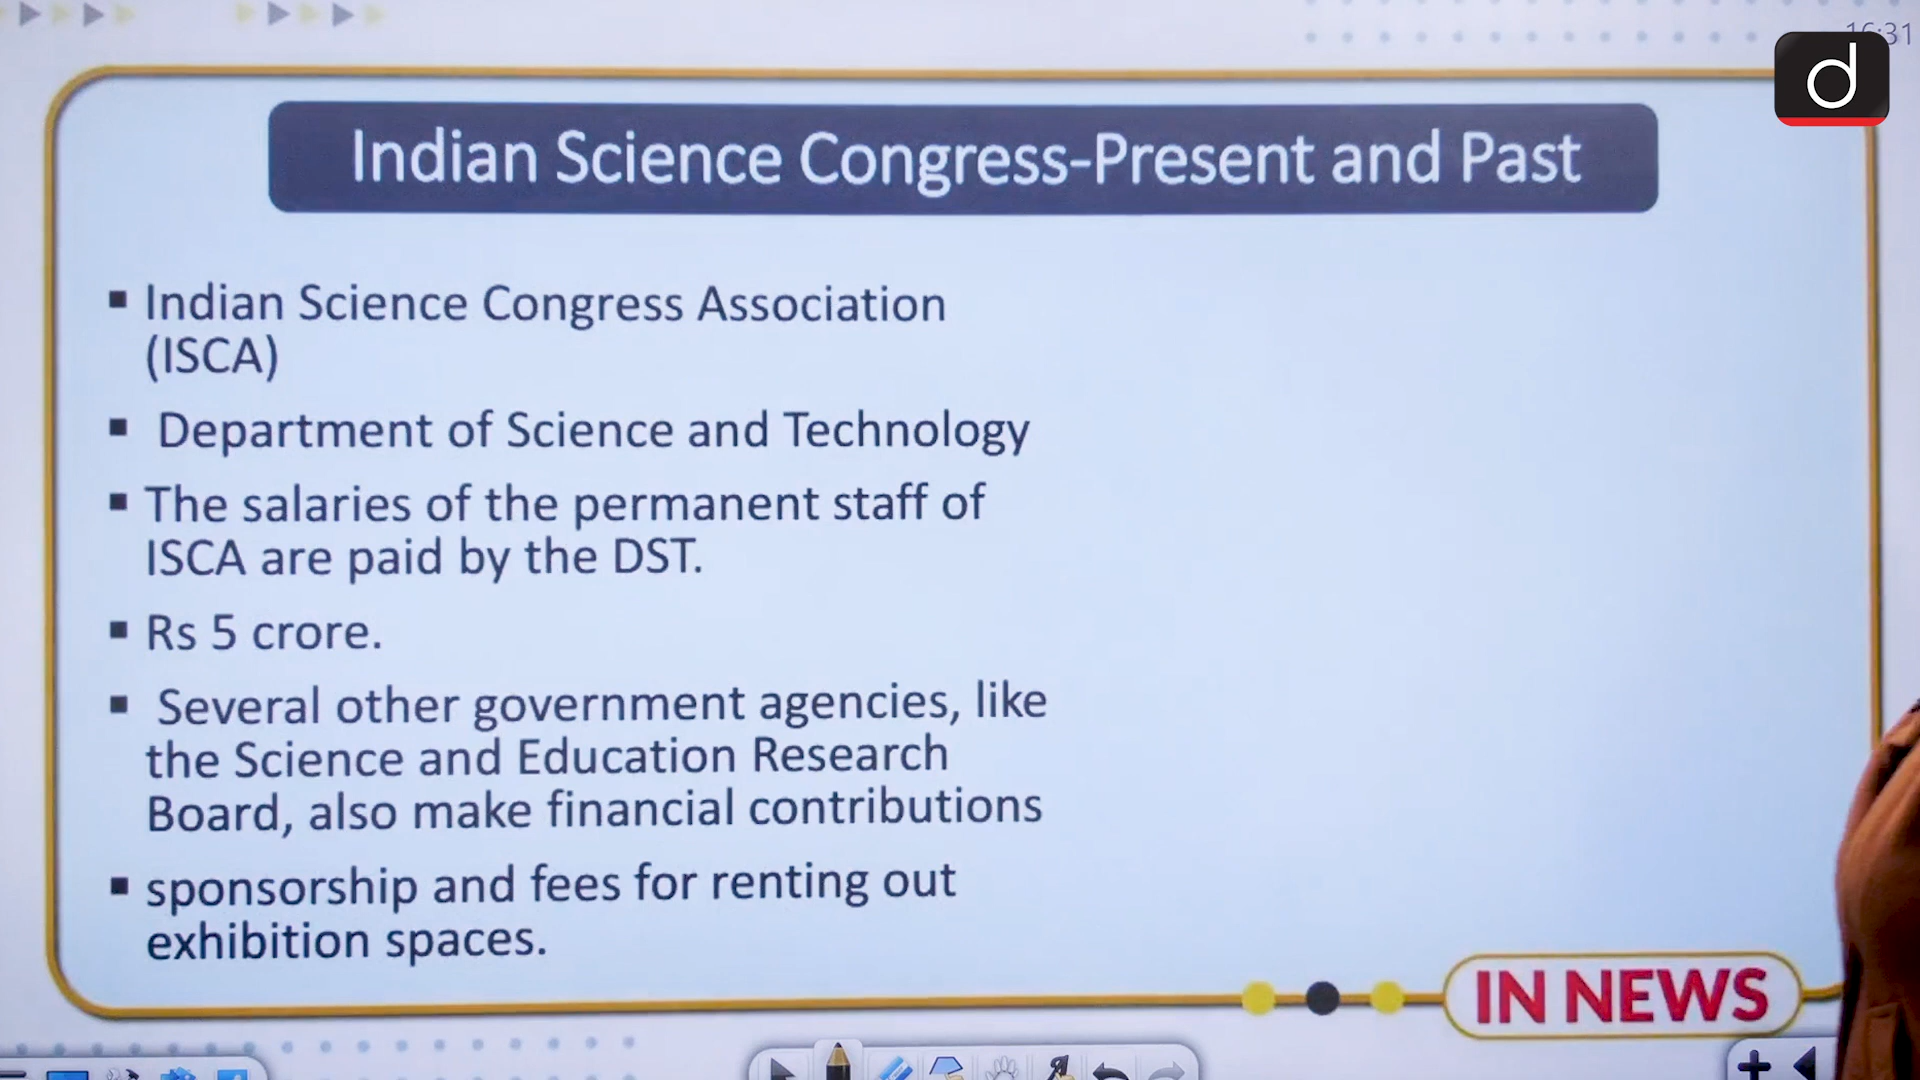 16:31
d
Indian Science Congress-Present and Past
▪ Indian Science Congress Association
(ISCA)
▪ Department of Science and Technology
▪ The salaries of the permanent staff of
ISCA are paid by the DST.
▪ Rs 5 crore.
▪ Several other government agencies, like
the Science and Education Research
Board, also make financial contributions
▪ sponsorship and fees for renting out
exhibition spaces.
IN NEWS